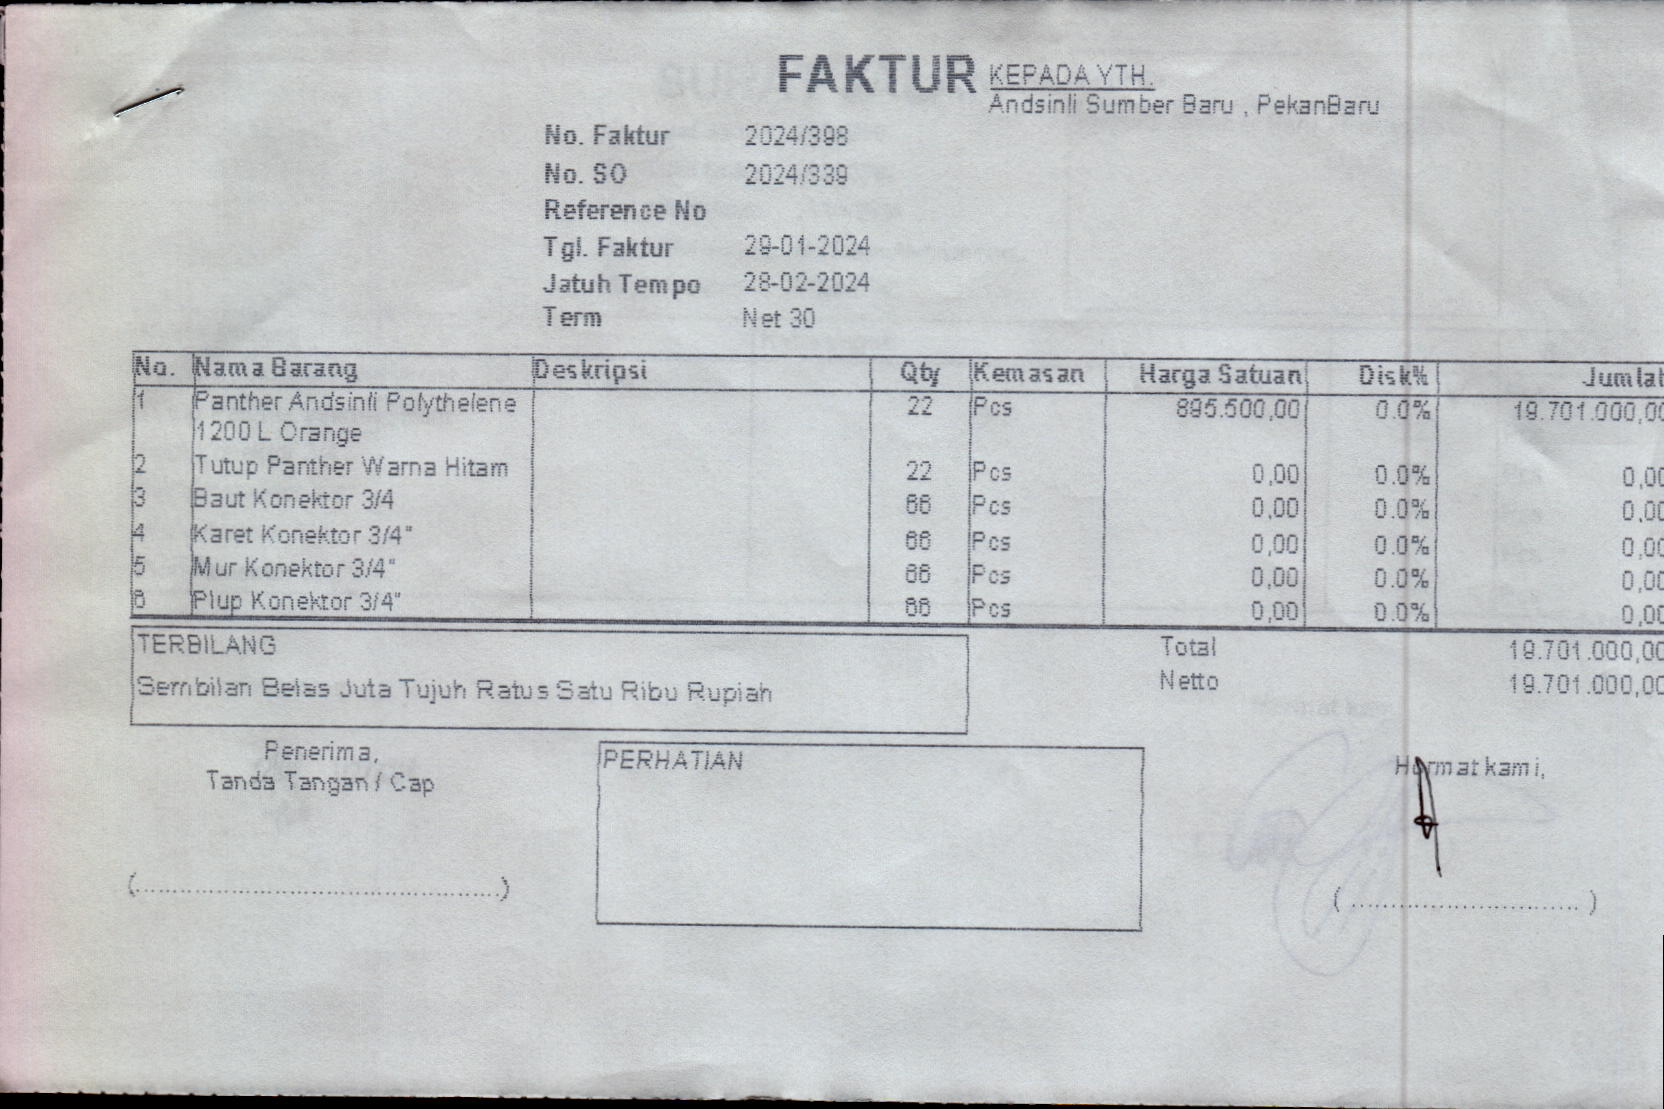 FAKTUR
KEPADA YTH.
Andsinli Sumber Baru , PekanBaru
No. Faktur 2024/398
No. SO 2024/339
Reference No
Tgl. Faktur 29-01-2024
Jatuh Tempo 28-02-2024
Term Net 30
No. Nama Barang Deskripsi Qty Kemasan Harga Satuan Disk% Jumlah
1 Panther Andsinli Polythelene 22 Pcs 895.500,00 0.0% 19.701.000,00
1200 L Orange
2 Tutup Panther Warna Hitam 22 Pcs 0,00 0.0% 0,00
3 Baut Konektor 3/4 66 Pcs 0,00 0.0% 0,00
4 Karet Konektor 3/4" 66 Pcs 0,00 0.0% 0,00
5 Mur Konektor 3/4" 66 Pcs 0,00 0.0% 0,00
6 Plup Konektor 3/4" 66 Pcs 0,00 0.0% 0,00
TERBILANG
Sembilan Belas Juta Tujuh Ratus Satu Ribu Rupiah
Total 19.701.000,00
Netto 19.701.000,00
Penerima,
Tanda Tangan / Cap
PERHATIAN
Hormat kami,
(................................................)
( .............................. )